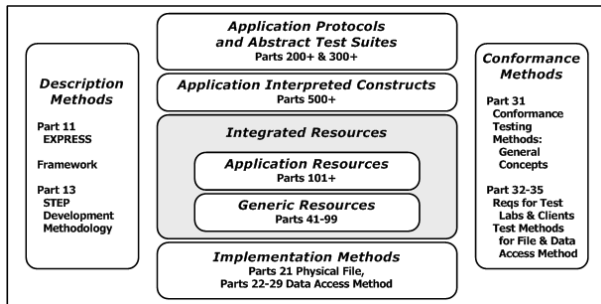 Application Protocols
and Abstract Test Suites
Parts 200+ & 300+
Description
Methods
Part 11
EXPRESS
Framework
Part 13
STEP
Development
Methodology
Application Interpreted Constructs
Parts 500+
Integrated Resources
Application Resources
Parts 101+
Generic Resources
Parts 41-99
Implementation Methods
Parts 21 Physical File,
Parts 22-29 Data Access Method
Conformance
Methods
Part 31
Conformance
Testing
Methods:
General
Concepts
Part 32-35
Reqs for Test
Labs & Clients
Test Methods
for File & Data
Access Method